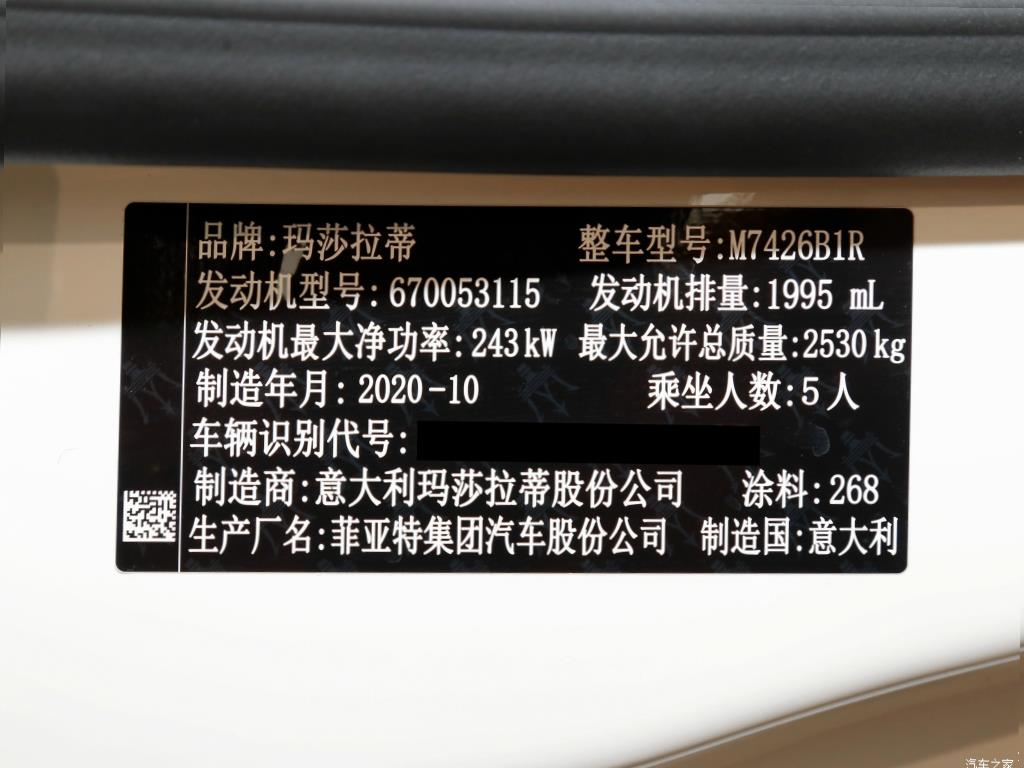 品牌:玛莎拉蒂 整车型号:M7426B1R
发动机型号:670053115 发动机排量:1995 mL
发动机最大净功率:243kW 最大允许总质量:2530kg
制造年月:2020-10 乘坐人数:5人
车辆识别代号:
制造商:意大利玛莎拉蒂股份公司 涂料:268
生产厂名:菲亚特集团汽车股份公司 制造国:意大利
汽车之家